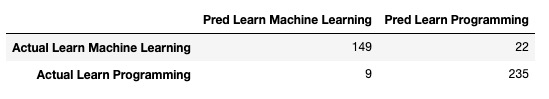 Pred Learn Machine Learning Pred Learn Programming
Actual Learn Machine Learning 149 22
Actual Learn Programming 9 235